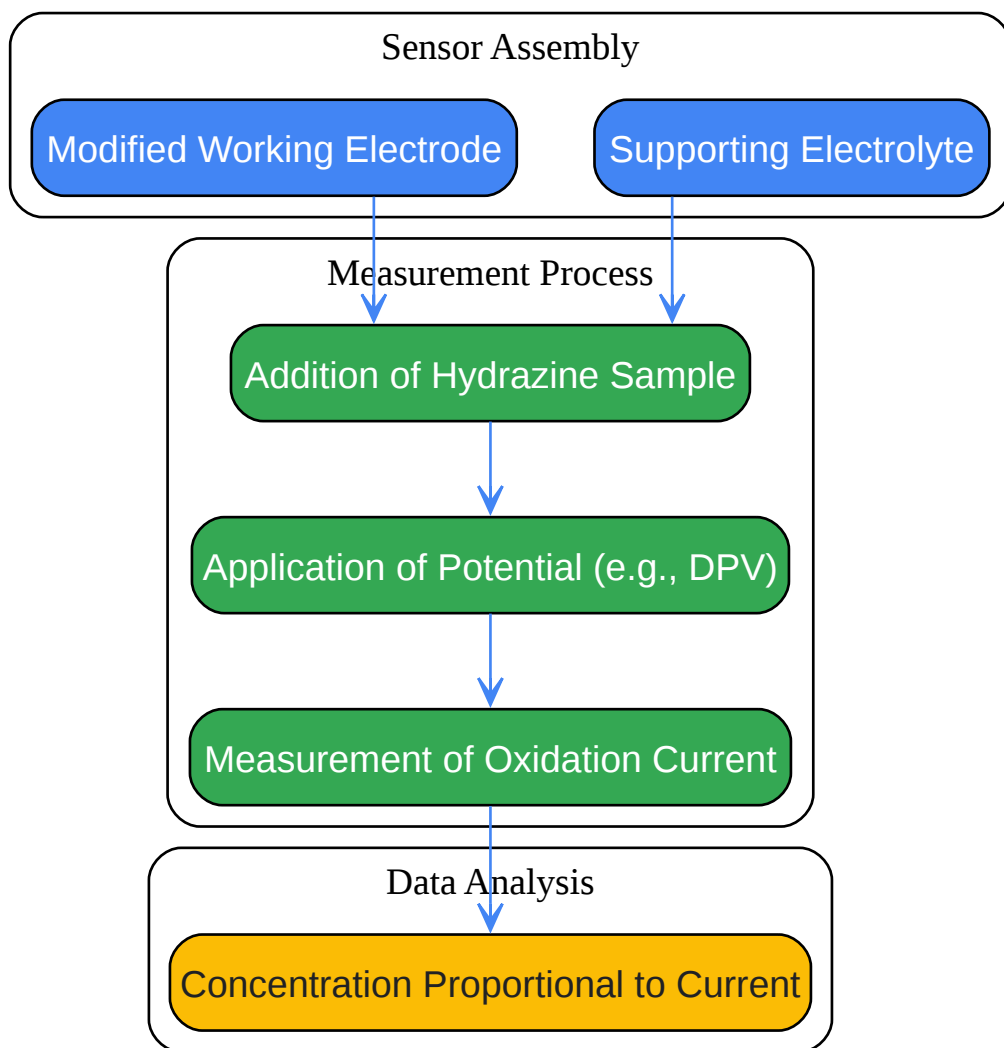 Sensor Assembly
Modified Working Electrode
Supporting Electrolyte
Measurement Process
Addition of Hydrazine Sample
Application of Potential (e.g., DPV)
Measurement of Oxidation Current
Data Analysis
Concentration Proportional to Current